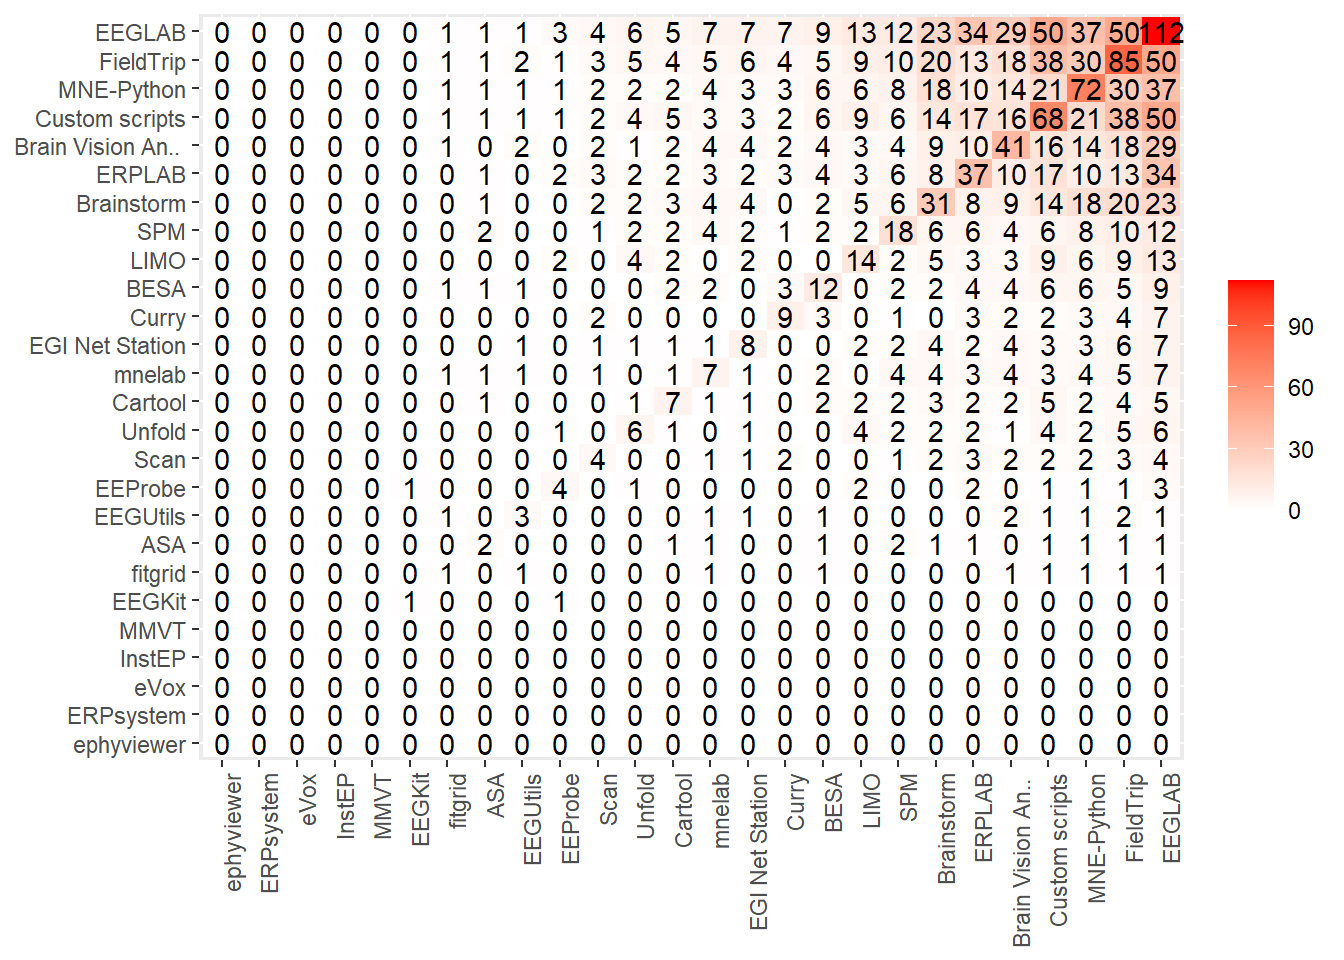 EEGLAB 0 0 0 0 0 0 1 1 1 3 4 6 5 7 7 7 9 13 12 23 34 29 50 37 50 112
FieldTrip 0 0 0 0 0 0 1 1 2 1 3 5 4 5 6 4 5 9 10 20 13 18 38 30 85 50
MNE-Python 0 0 0 0 0 0 1 1 1 1 2 2 2 4 3 3 6 6 8 18 10 14 21 72 30 37
Custom scripts 0 0 0 0 0 0 1 1 1 1 2 4 5 3 3 2 6 9 6 14 17 16 68 21 38 50
Brain Vision An.. 0 0 0 0 0 0 1 0 2 0 2 1 2 4 4 2 4 3 4 9 10 41 16 14 18 29
ERPLAB 0 0 0 0 0 0 0 1 0 2 3 2 2 3 2 3 4 3 6 8 37 10 17 10 13 34
Brainstorm 0 0 0 0 0 0 0 1 0 0 2 2 3 4 4 0 2 5 6 31 8 9 14 18 20 23
SPM 0 0 0 0 0 0 0 2 0 0 1 2 2 4 2 1 2 2 18 6 6 4 6 8 10 12
LIMO 0 0 0 0 0 0 0 0 0 2 0 4 2 0 2 0 0 14 2 5 3 3 9 6 9 13
BESA 0 0 0 0 0 0 1 1 1 0 0 0 2 2 0 3 12 0 2 2 4 4 6 6 5 9
Curry 0 0 0 0 0 0 0 0 0 0 2 0 0 0 0 9 3 0 1 0 3 2 2 3 4 7
EGI Net Station 0 0 0 0 0 0 0 0 1 0 1 1 1 1 8 0 0 2 2 4 2 4 3 3 6 7
mnelab 0 0 0 0 0 0 1 1 1 0 1 0 1 7 1 0 2 0 4 4 3 4 3 4 5 7
Cartool 0 0 0 0 0 0 0 1 0 0 0 1 7 1 1 0 2 2 2 3 2 2 5 2 4 5
Unfold 0 0 0 0 0 0 0 0 0 1 0 6 1 0 1 0 0 4 2 2 2 1 4 2 5 6
Scan 0 0 0 0 0 0 0 0 0 0 4 0 0 1 1 2 0 0 1 2 3 2 2 2 3 4
EEProbe 0 0 0 0 0 1 0 0 0 4 0 1 0 0 0 0 0 2 0 0 2 0 1 1 1 3
EEGUtils 0 0 0 0 0 0 1 0 3 0 0 0 0 1 1 0 1 0 0 0 0 2 1 1 2 1
ASA 0 0 0 0 0 0 0 2 0 0 0 0 1 1 0 0 1 0 2 1 1 0 1 1 1 1
fitgrid 0 0 0 0 0 0 1 0 1 0 0 0 0 1 0 0 1 0 0 0 0 1 1 1 1 1
EEGKit 0 0 0 0 0 1 0 0 0 1 0 0 0 0 0 0 0 0 0 0 0 0 0 0 0 0
MMVT 0 0 0 0 0 0 0 0 0 0 0 0 0 0 0 0 0 0 0 0 0 0 0 0 0 0
InstEP 0 0 0 0 0 0 0 0 0 0 0 0 0 0 0 0 0 0 0 0 0 0 0 0 0 0
eVox 0 0 0 0 0 0 0 0 0 0 0 0 0 0 0 0 0 0 0 0 0 0 0 0 0 0
ERPsystem 0 0 0 0 0 0 0 0 0 0 0 0 0 0 0 0 0 0 0 0 0 0 0 0 0 0
ephyviewer 0 0 0 0 0 0 0 0 0 0 0 0 0 0 0 0 0 0 0 0 0 0 0 0 0 0
ephyviewer
ERPsystem
eVox
InstEP
MMVT
EEGKit
fitgrid
ASA
EEGUtils
EEProbe
Scan
Unfold
Cartool
mnelab
EGI Net Station
Curry
BESA
LIMO
SPM
Brainstorm
ERPLAB
Brain Vision An..
Custom scripts
MNE-Python
FieldTrip
EEGLAB
90
60
30
0